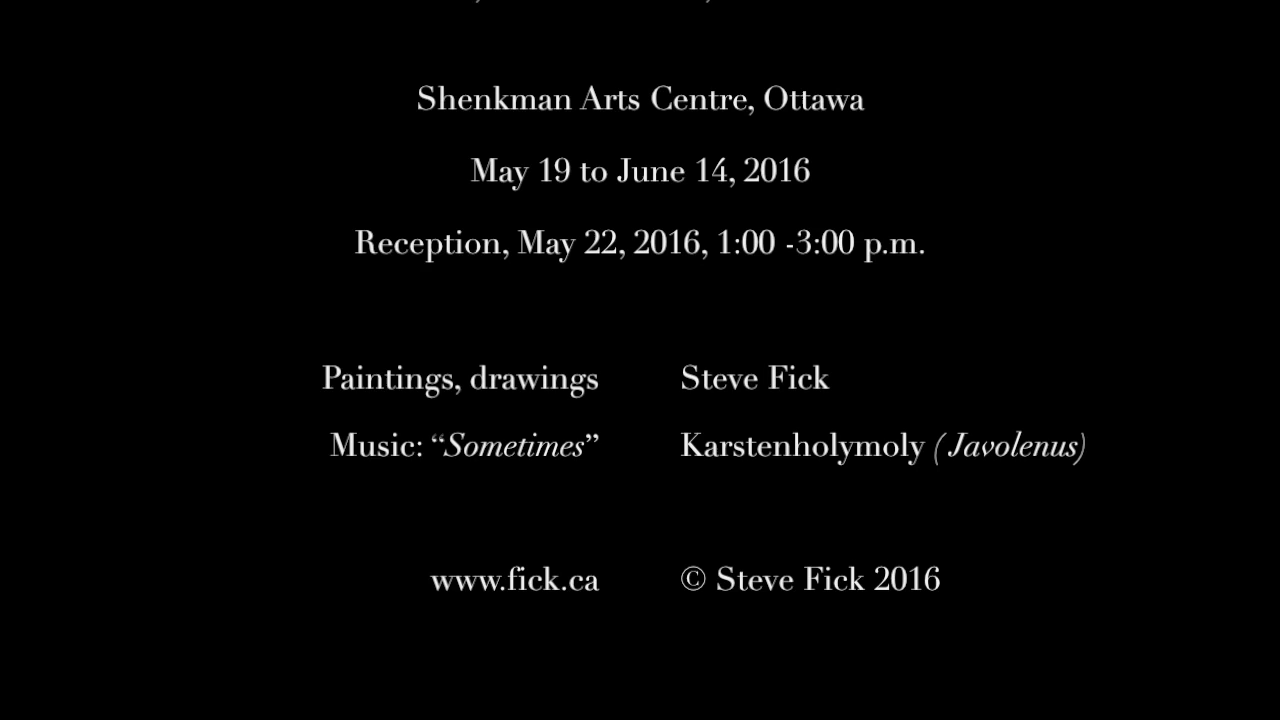 Shenkman Arts Centre, Ottawa
May 19 to June 14, 2016
Reception, May 22, 2016, 1:00 -3:00 p.m.
Paintings, drawings Steve Fick
Music: “Sometimes” Karstenholymoly (Javolenus)
www.fick.ca © Steve Fick 2016